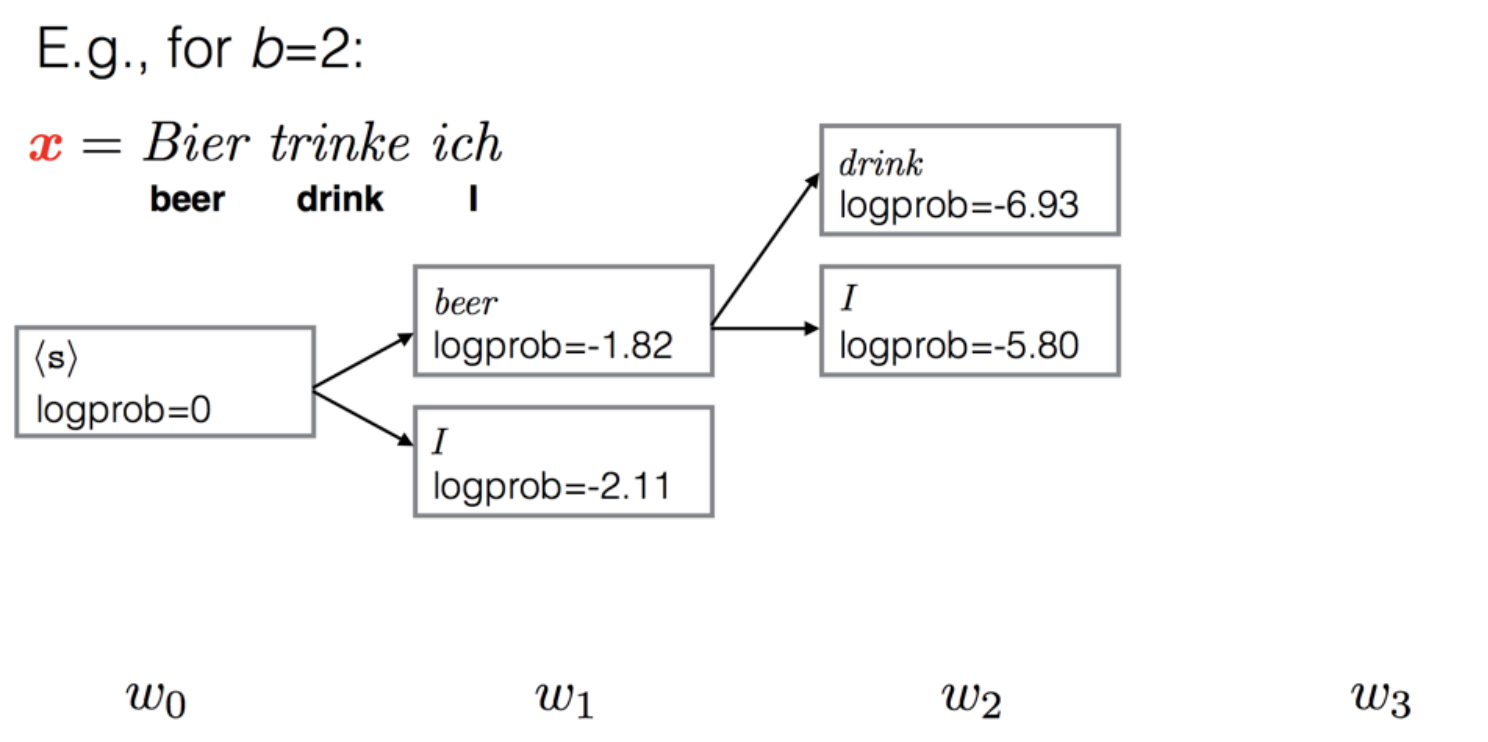 E.g., for b=2:
x = Bier trinke ich
beer drink I
⟨s⟩
logprob=0
beer
logprob=-1.82
I
logprob=-2.11
drink
logprob=-6.93
I
logprob=-5.80
w₀ w₁ w₂ w₃